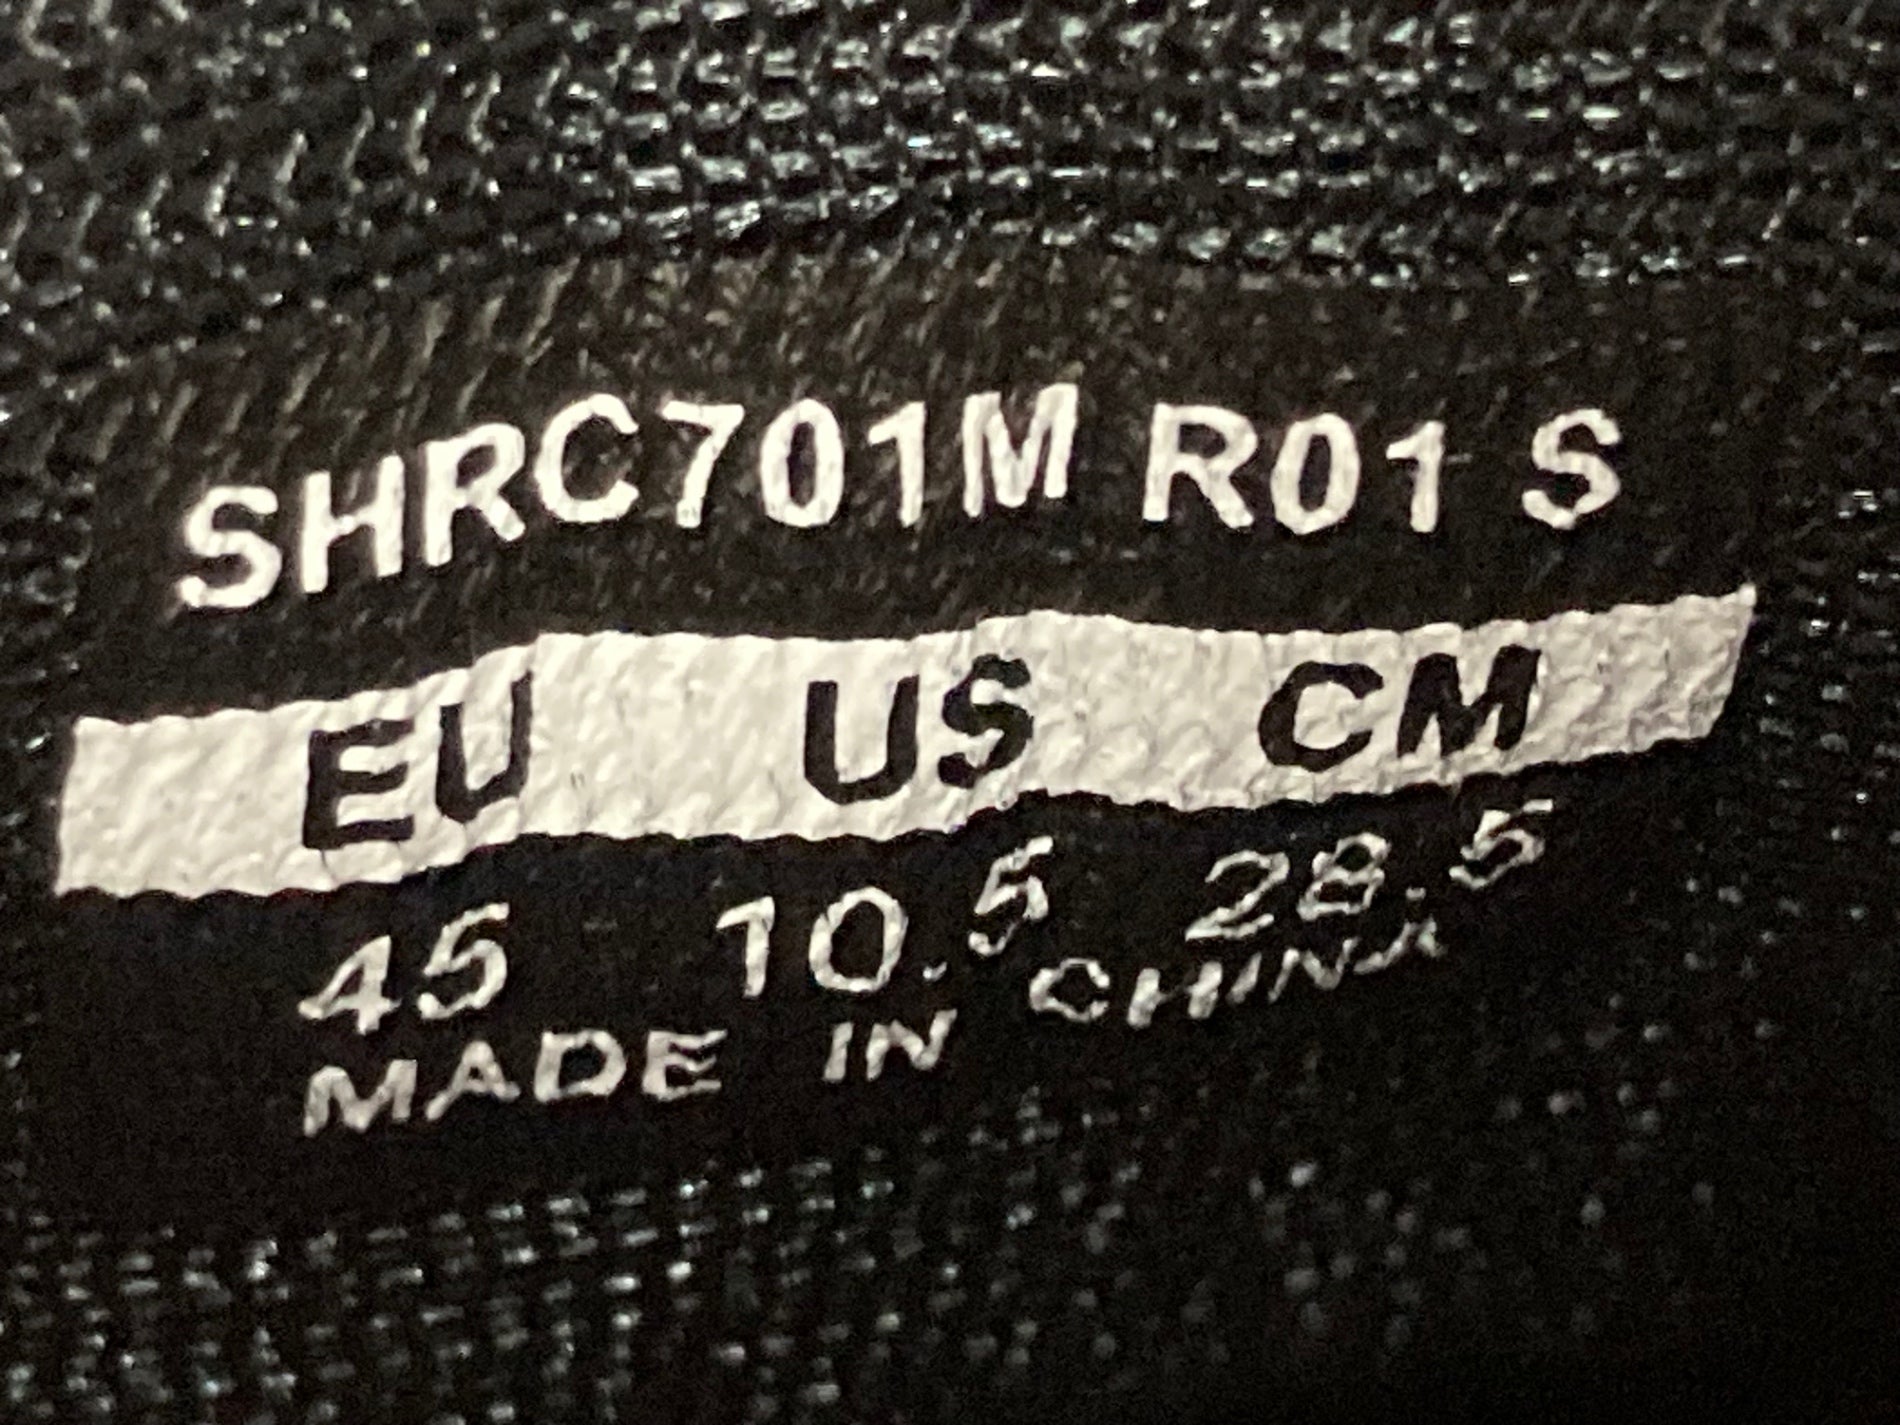 SHRC701M R01 S
EU US CM
45 10.5 28.5
MADE IN CHINA